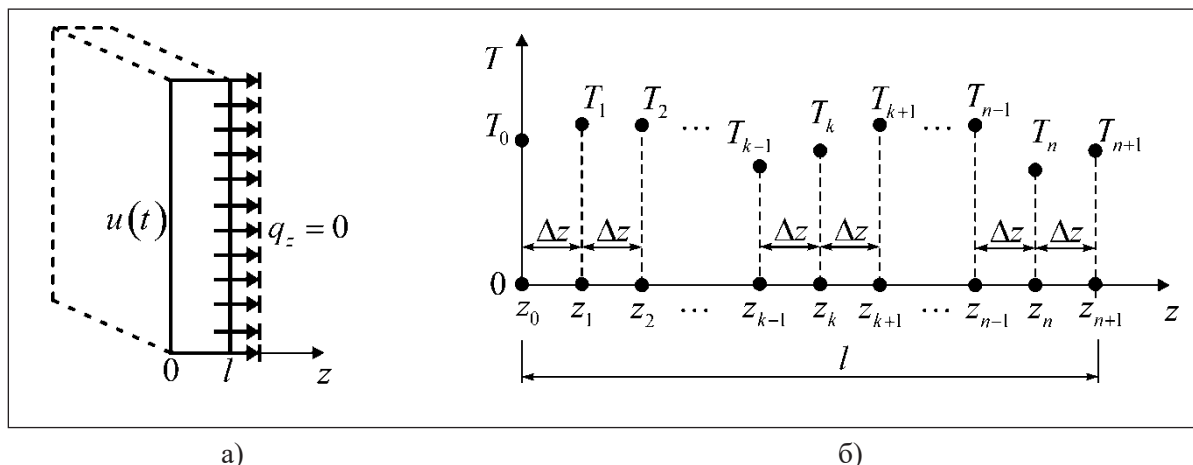 u(t)
q_z = 0
0 l z
а)
T
T_0 T_1 T_2 ··· T_{k-1} T_k T_{k+1} ··· T_{n-1} T_n T_{n+1}
Δz Δz Δz Δz Δz Δz
0
z_0 z_1 z_2 ··· z_{k-1} z_k z_{k+1} ··· z_{n-1} z_n z_{n+1} z
l
б)